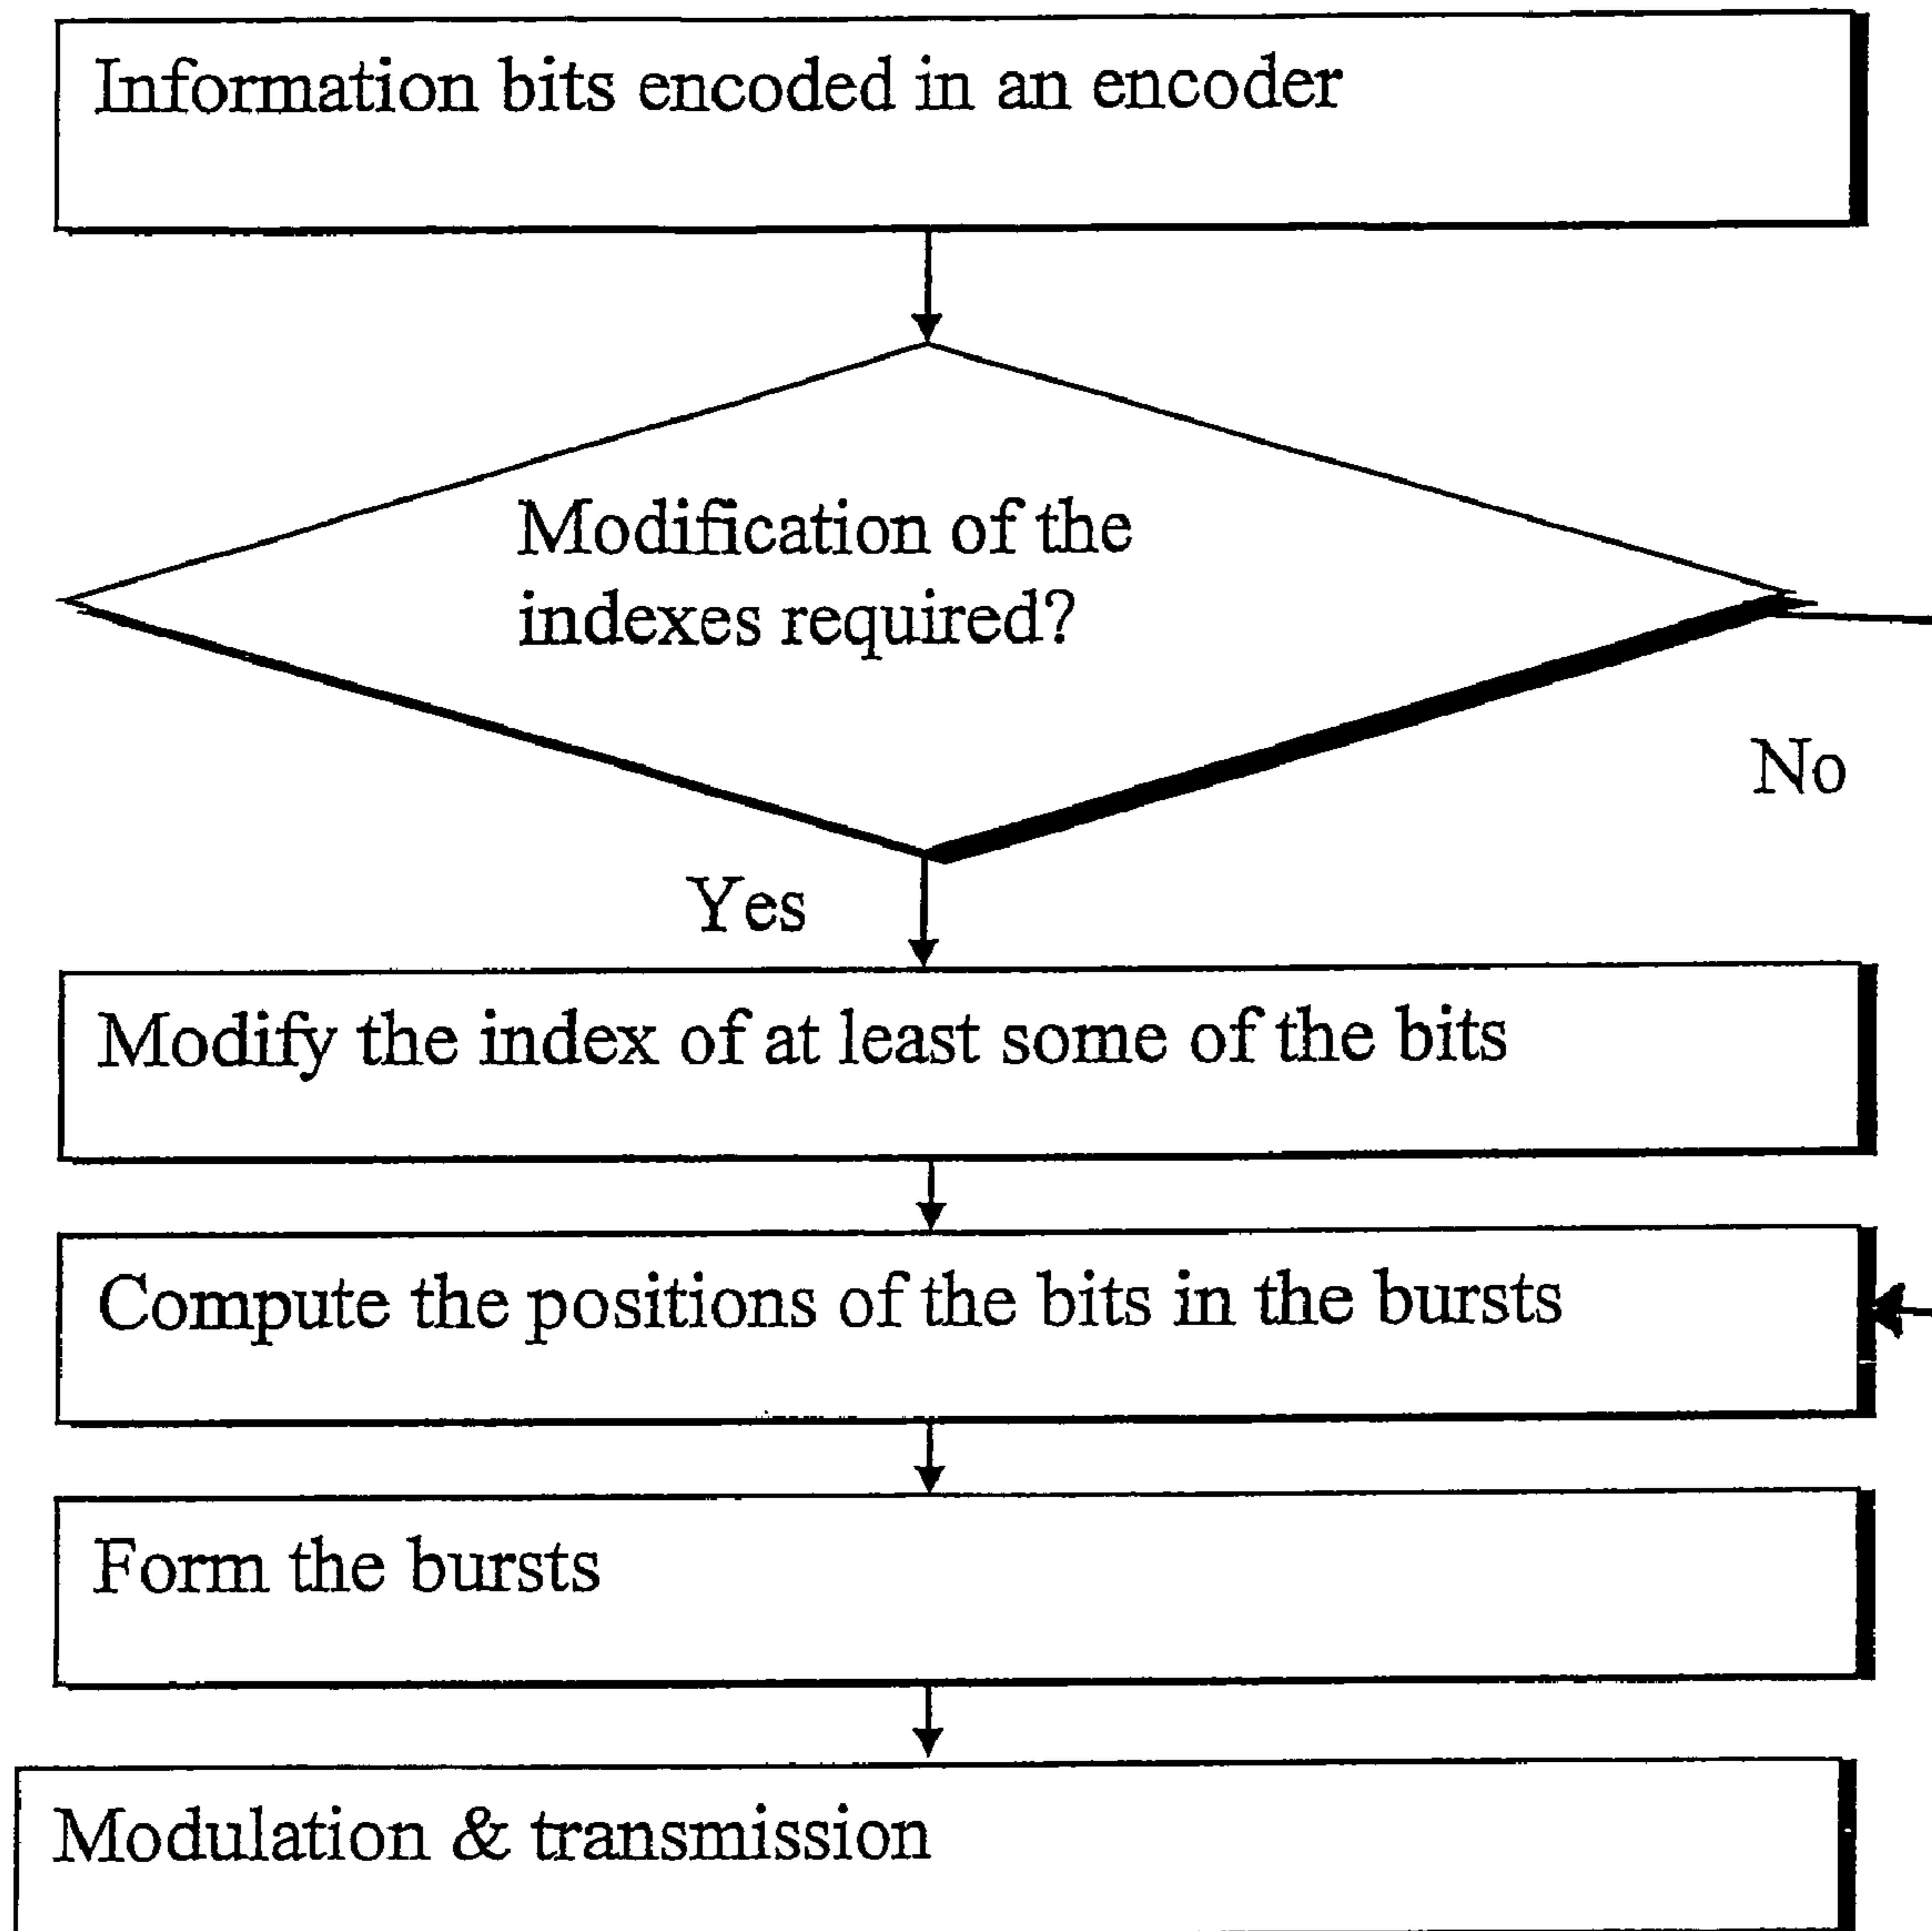 Information bits encoded in an encoder
Modification of the
indexes required?
No
Yes
Modify the index of at least some of the bits
Compute the positions of the bits in the bursts
Form the bursts
Modulation & transmission